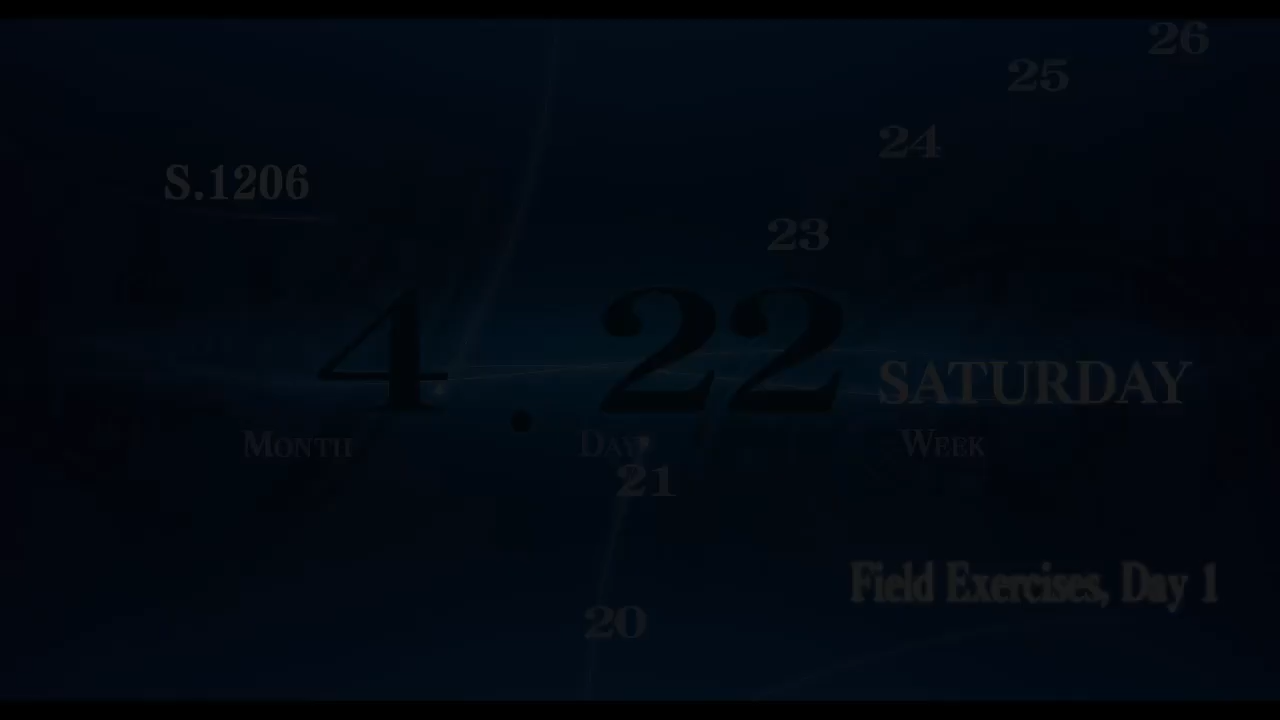 26
25
24
S.1206
23
4 . 22 SATURDAY
MONTH DAY WEEK
21
Field Exercises, Day 1
20